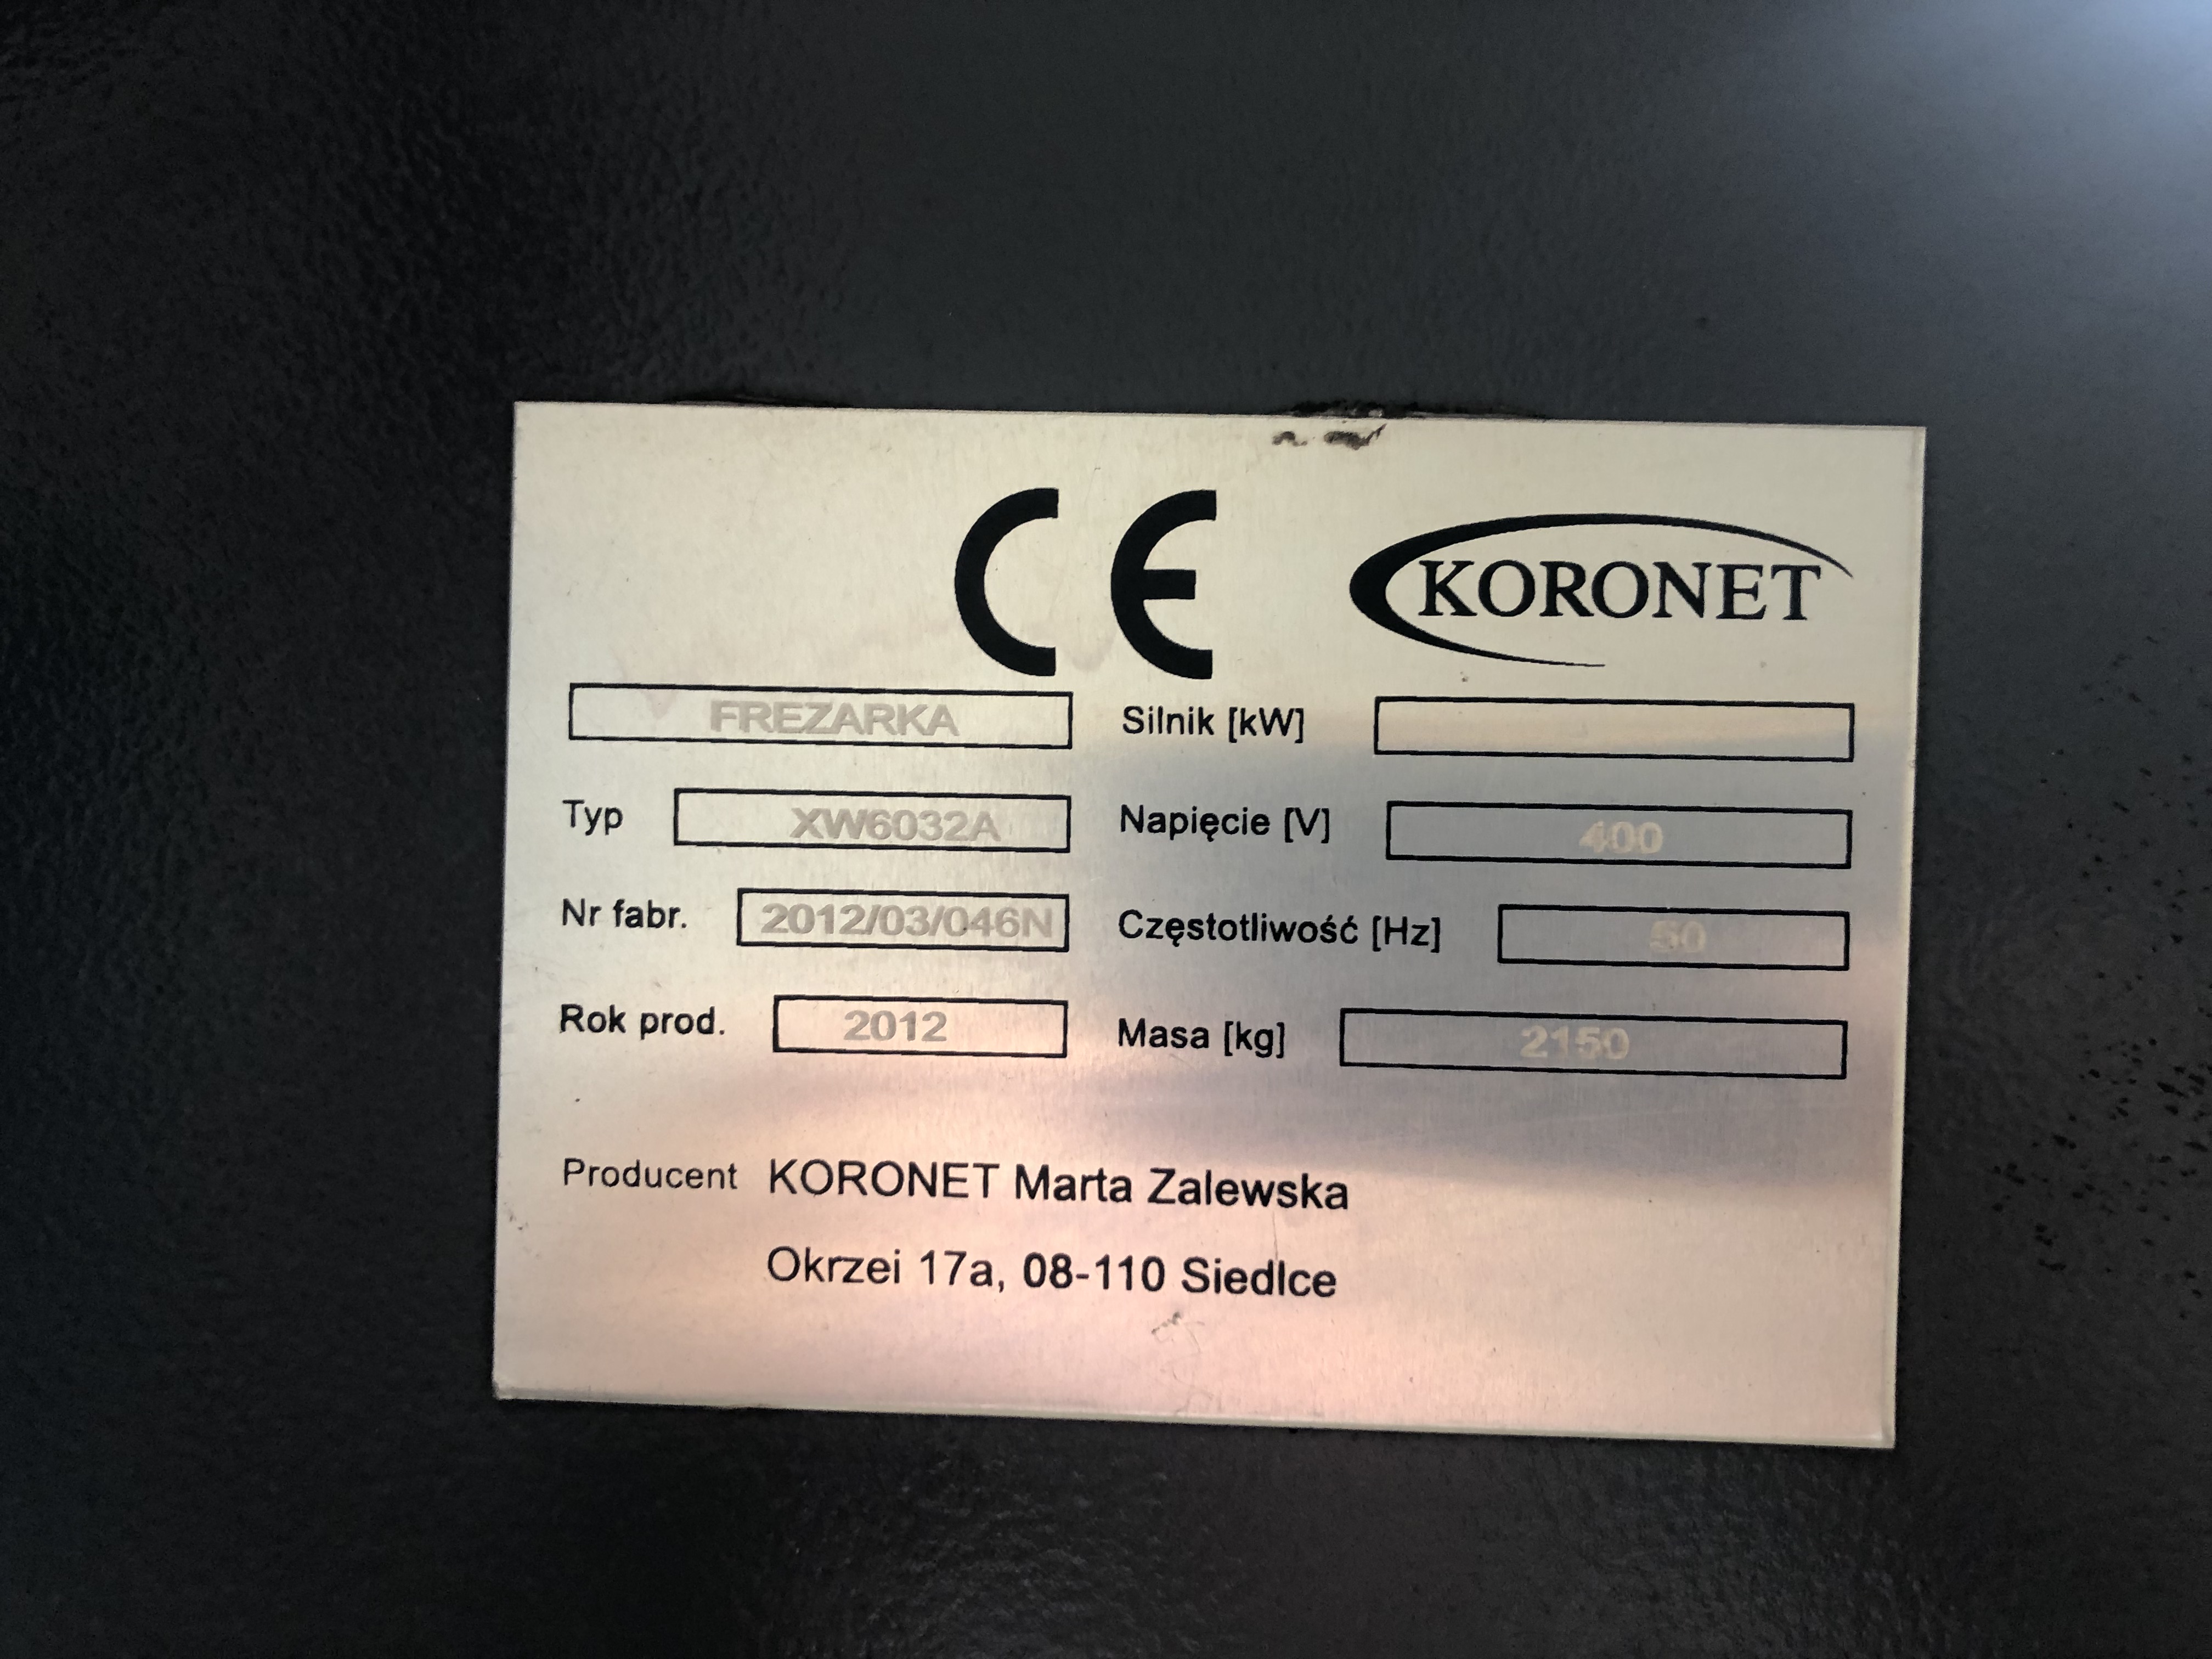 CE KORONET
FREZARKA Silnik [kW]
Typ XW6032A Napięcie [V] 400
Nr fabr. 2012/03/046N Częstotliwość [Hz] 50
Rok prod. 2012 Masa [kg] 2150
Producent KORONET Marta Zalewska
Okrzei 17a, 08-110 Siedlce